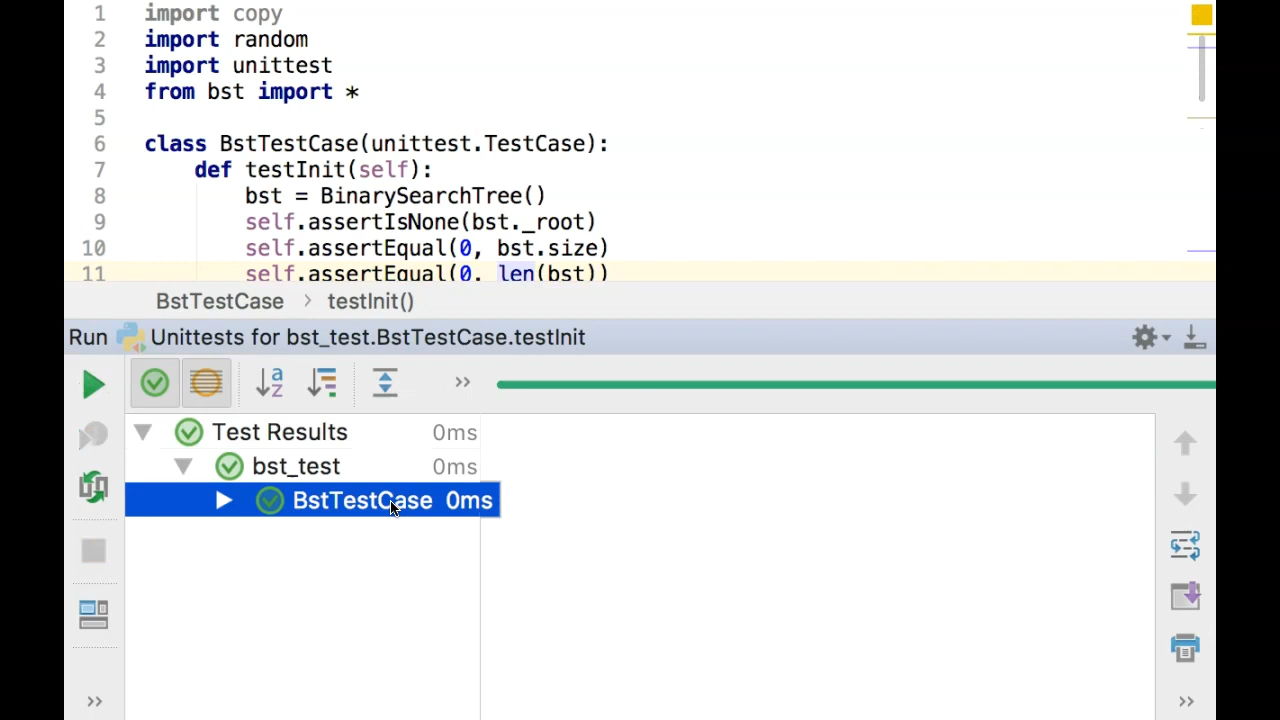 1 import copy
2 import random
3 import unittest
4 from bst import *
5
6 class BstTestCase(unittest.TestCase):
7 def testInit(self):
8 bst = BinarySearchTree()
9 self.assertIsNone(bst._root)
10 self.assertEqual(0, bst.size)
11 self.assertEqual(0, len(bst))
BstTestCase > testInit()
Run Unittests for bst_test.BstTestCase.testInit
a
z
>>
Test Results 0ms
bst_test 0ms
BstTestCase 0ms
>> >>